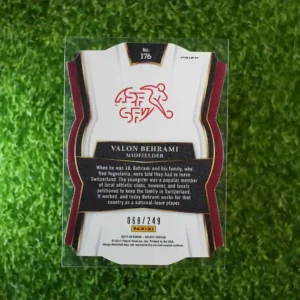 No.
176
ASF
SFV
VALON BEHRAMI
MIDFIELDER
When he was 18, Behrami and his family, who
fled Yugoslavia, were told they had to leave
Switzerland. The youngster was a popular member
of local athletic clubs, however, and locals
petitioned to keep the family in Switzerland.
It worked, and today Behrami works for that
country as a national-team player.
068/249
PANINI